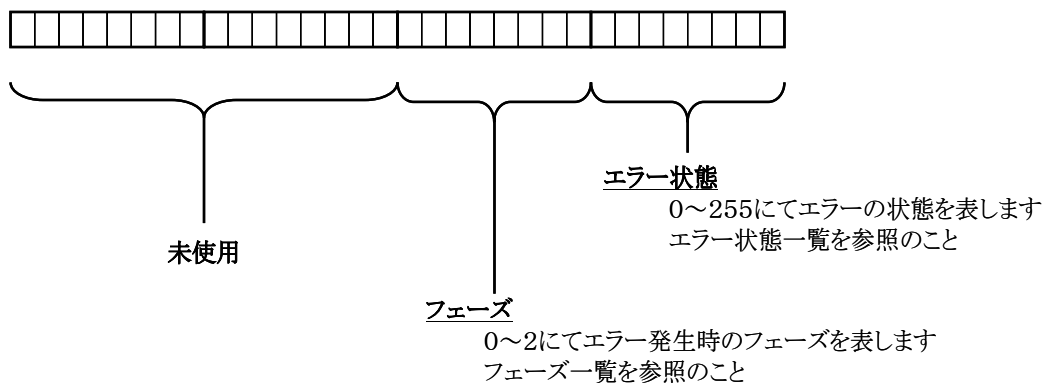 エラー状態
0～255にてエラーの状態を表します
エラー状態一覧を参照のこと
未使用
フェーズ
0～2にてエラー発生時のフェーズを表します
フェーズ一覧を参照のこと